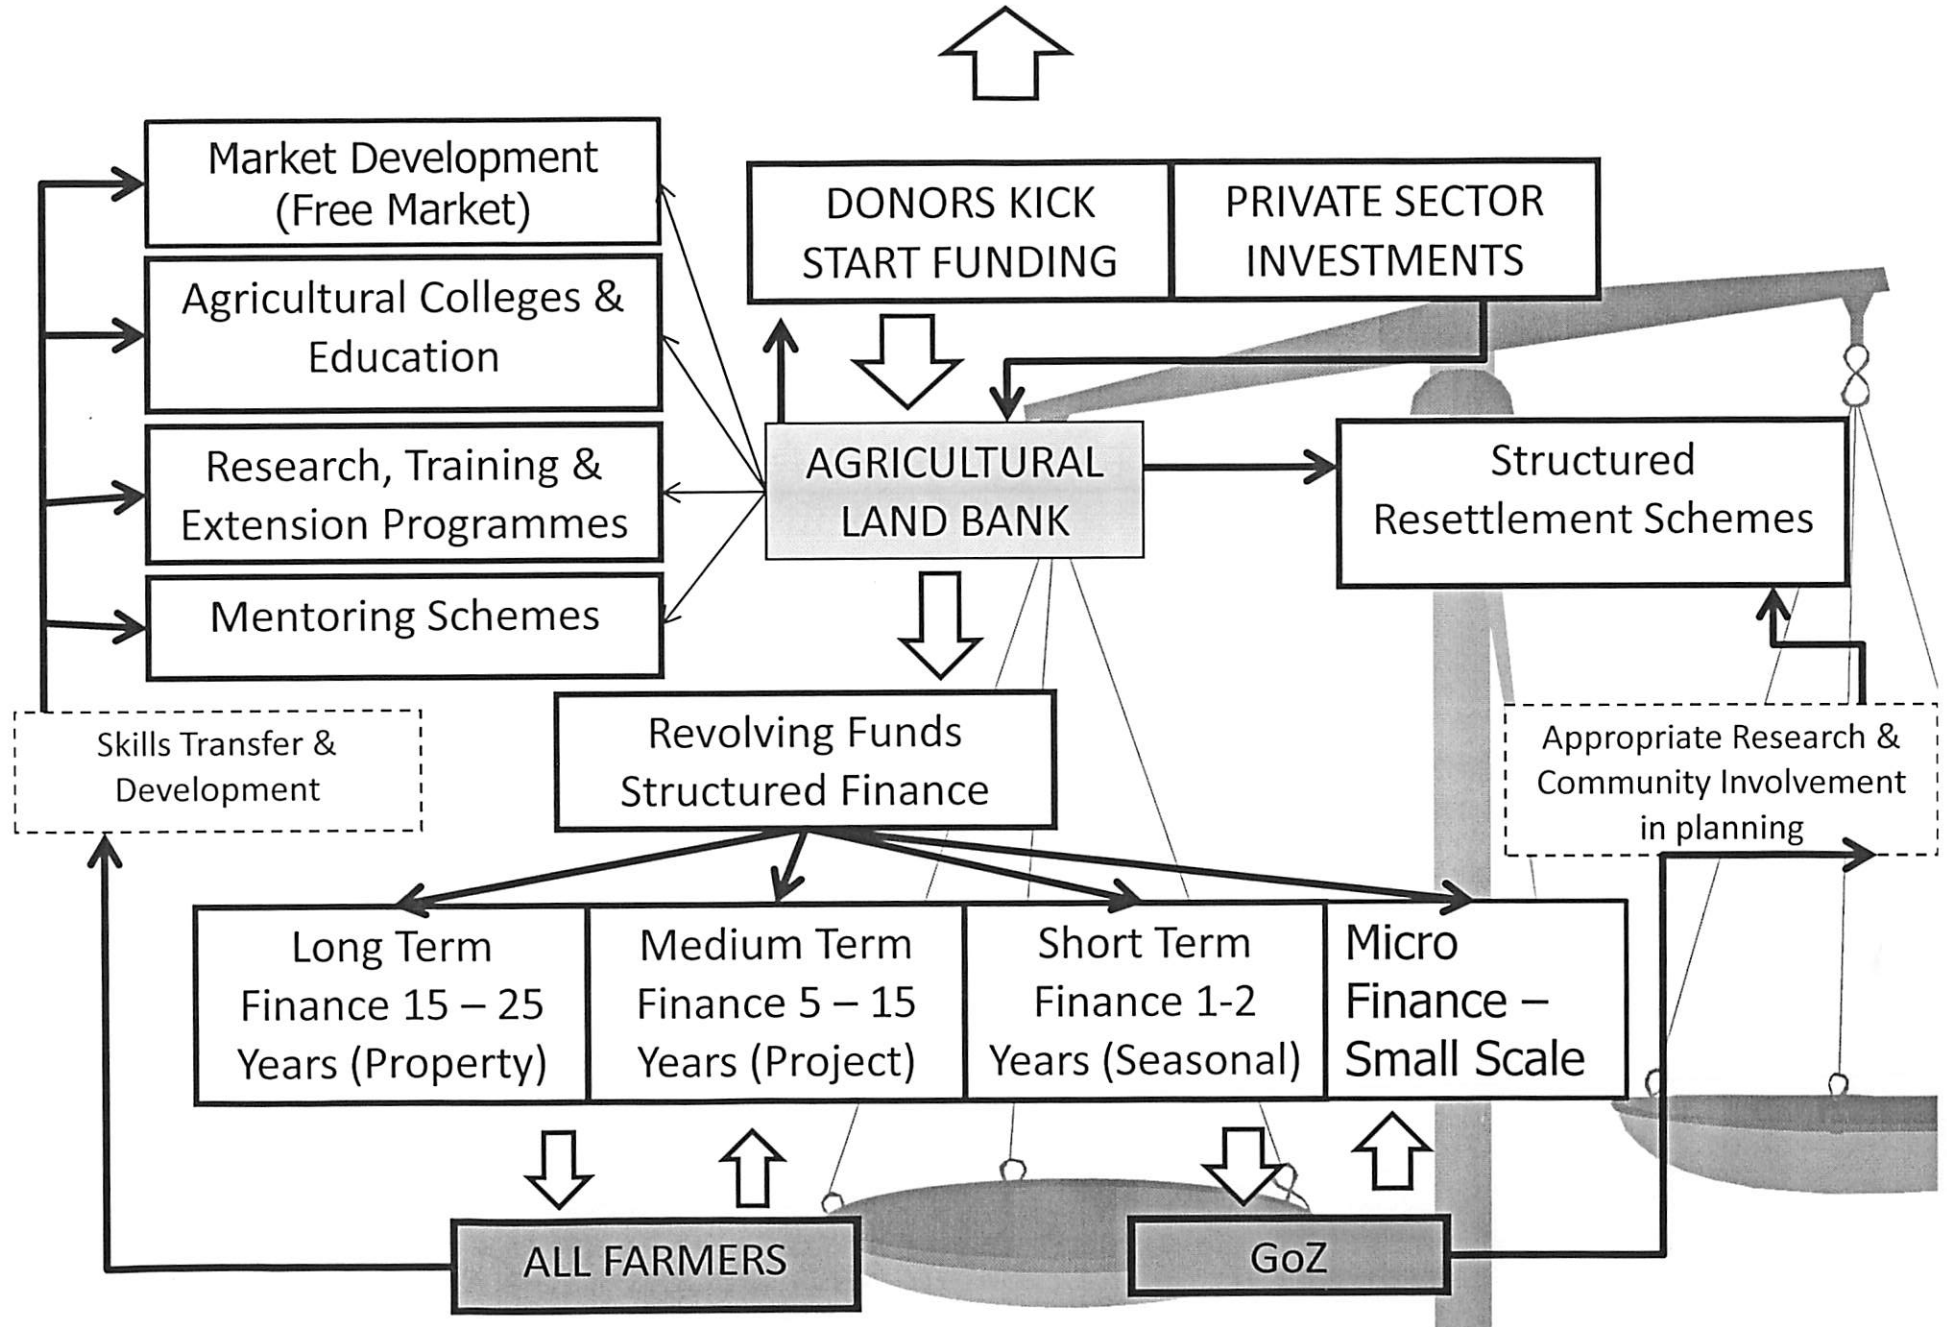 Market Development
(Free Market)
Agricultural Colleges &
Education
Research, Training &
Extension Programmes
Mentoring Schemes
DONORS KICK
START FUNDING
PRIVATE SECTOR
INVESTMENTS
AGRICULTURAL
LAND BANK
Structured
Resettlement Schemes
Skills Transfer &
Development
Revolving Funds
Structured Finance
Appropriate Research &
Community Involvement
in planning
Long Term
Finance 15 – 25
Years (Property)
Medium Term
Finance 5 – 15
Years (Project)
Short Term
Finance 1-2
Years (Seasonal)
Micro
Finance –
Small Scale
ALL FARMERS
GoZ